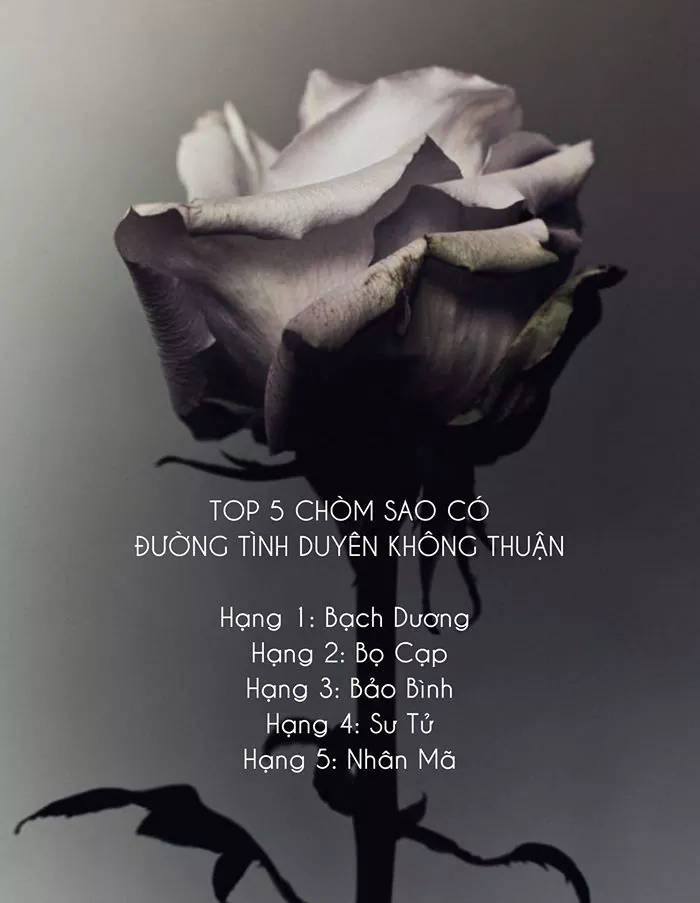 TOP 5 CHÒM SAO CÓ
ĐƯỜNG TÌNH DUYÊN KHÔNG THUẬN
Hạng 1: Bạch Dương
Hạng 2: Bọ Cạp
Hạng 3: Bảo Bình
Hạng 4: Sư Tử
Hạng 5: Nhân Mã